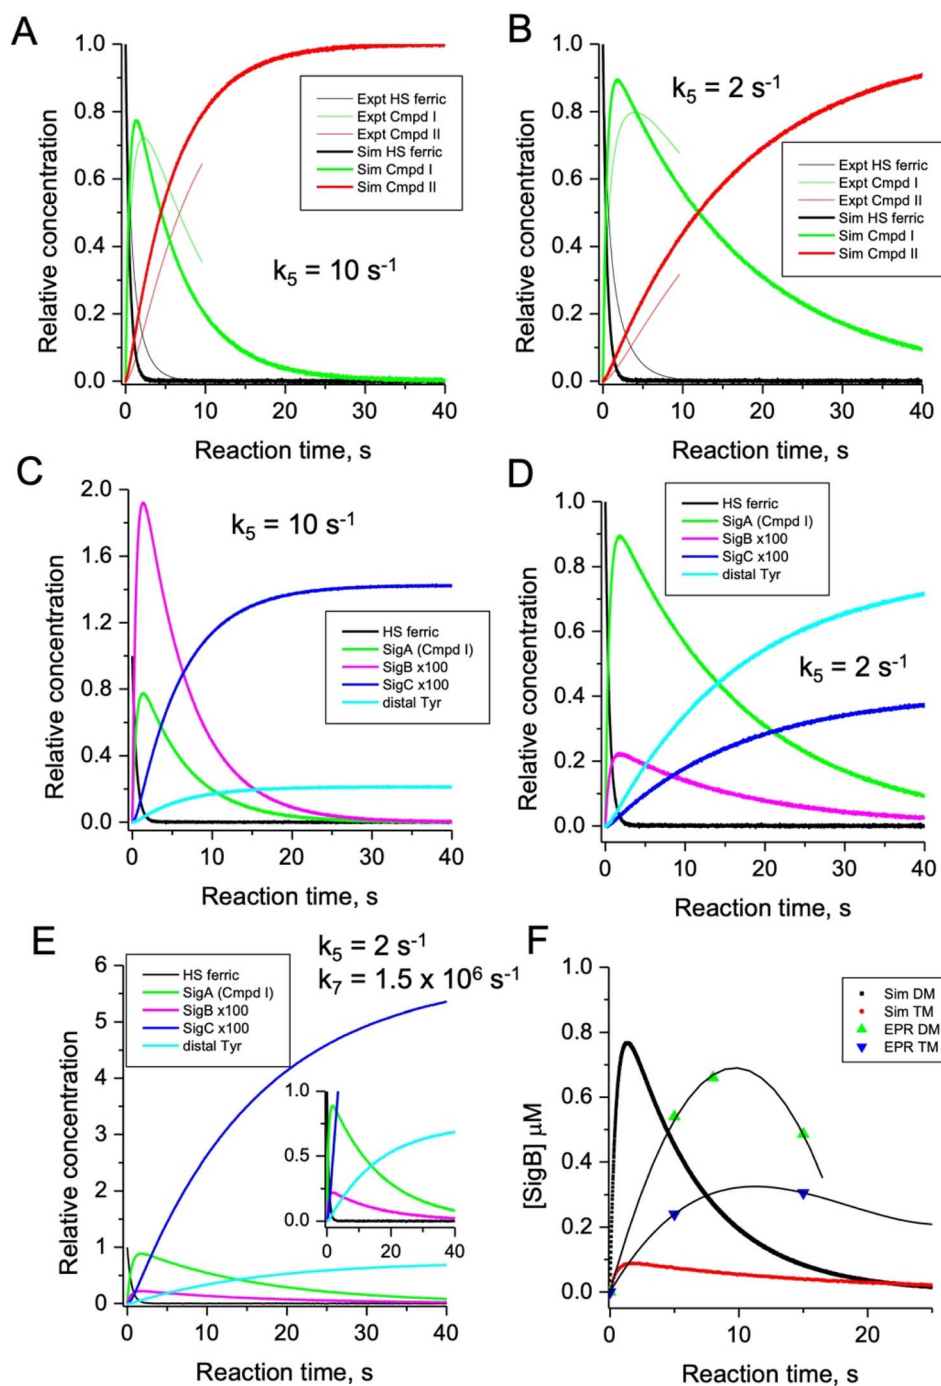 A
1.0
0.8
0.6
0.4
0.2
0.0
Relative concentration
Expt HS ferric
Expt Cmpd I
Expt Cmpd II
Sim HS ferric
Sim Cmpd I
Sim Cmpd II
k₅ = 10 s⁻¹
0 10 20 30 40
Reaction time, s
B
1.0
0.8
0.6
0.4
0.2
0.0
Relative concentration
k₅ = 2 s⁻¹
Expt HS ferric
Expt Cmpd I
Expt Cmpd II
Sim HS ferric
Sim Cmpd I
Sim Cmpd II
0 10 20 30 40
Reaction time, s
C
2.0
1.6
1.2
0.8
0.4
0.0
Relative concentration
k₅ = 10 s⁻¹
HS ferric
SigA (Cmpd I)
SigB x100
SigC x100
distal Tyr
0 10 20 30 40
Reaction time, s
D
1.0
0.8
0.6
0.4
0.2
0.0
Relative concentration
HS ferric
SigA (Cmpd I)
SigB x100
SigC x100
distal Tyr
k₅ = 2 s⁻¹
0 10 20 30 40
Reaction time, s
E
6
5
4
3
2
1
0
Relative concentration
k₅ = 2 s⁻¹
k₇ = 1.5 x 10⁶ s⁻¹
HS ferric
SigA (Cmpd I)
SigB x100
SigC x100
distal Tyr
1.0
0.5
0.0
0 20 40
0 10 20 30 40
Reaction time, s
F
1.0
0.8
0.6
0.4
0.2
0.0
[SigB] μM
Sim DM
Sim TM
EPR DM
EPR TM
0 10 20
Reaction time, s